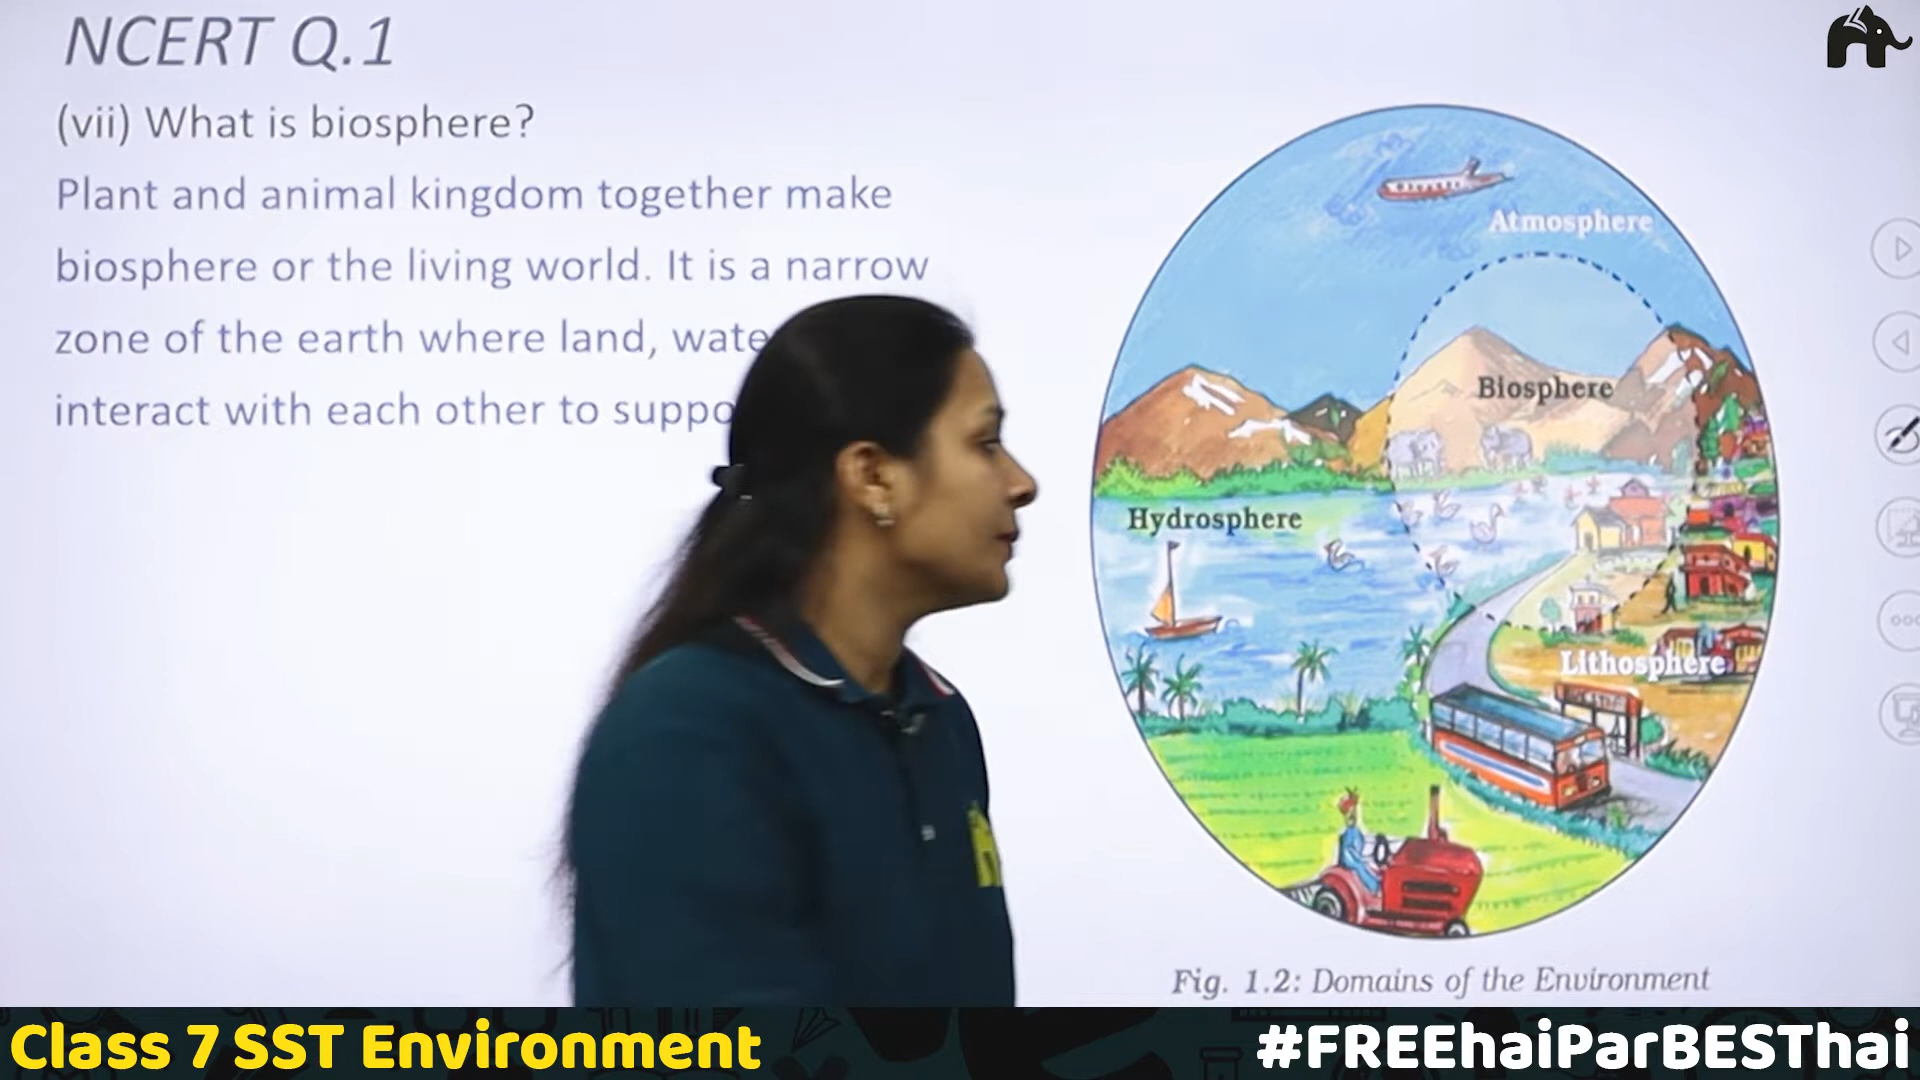 NCERT Q.1
(vii) What is biosphere?
Plant and animal kingdom together make
biosphere or the living world. It is a narrow
zone of the earth where land,
interact with each other to
Atmosphere
Biosphere
Hydrosphere
Lithosphere
Fig. 1.2: Domains of the Environment
Class 7 SST Environment
#FREEhaiParBESThai